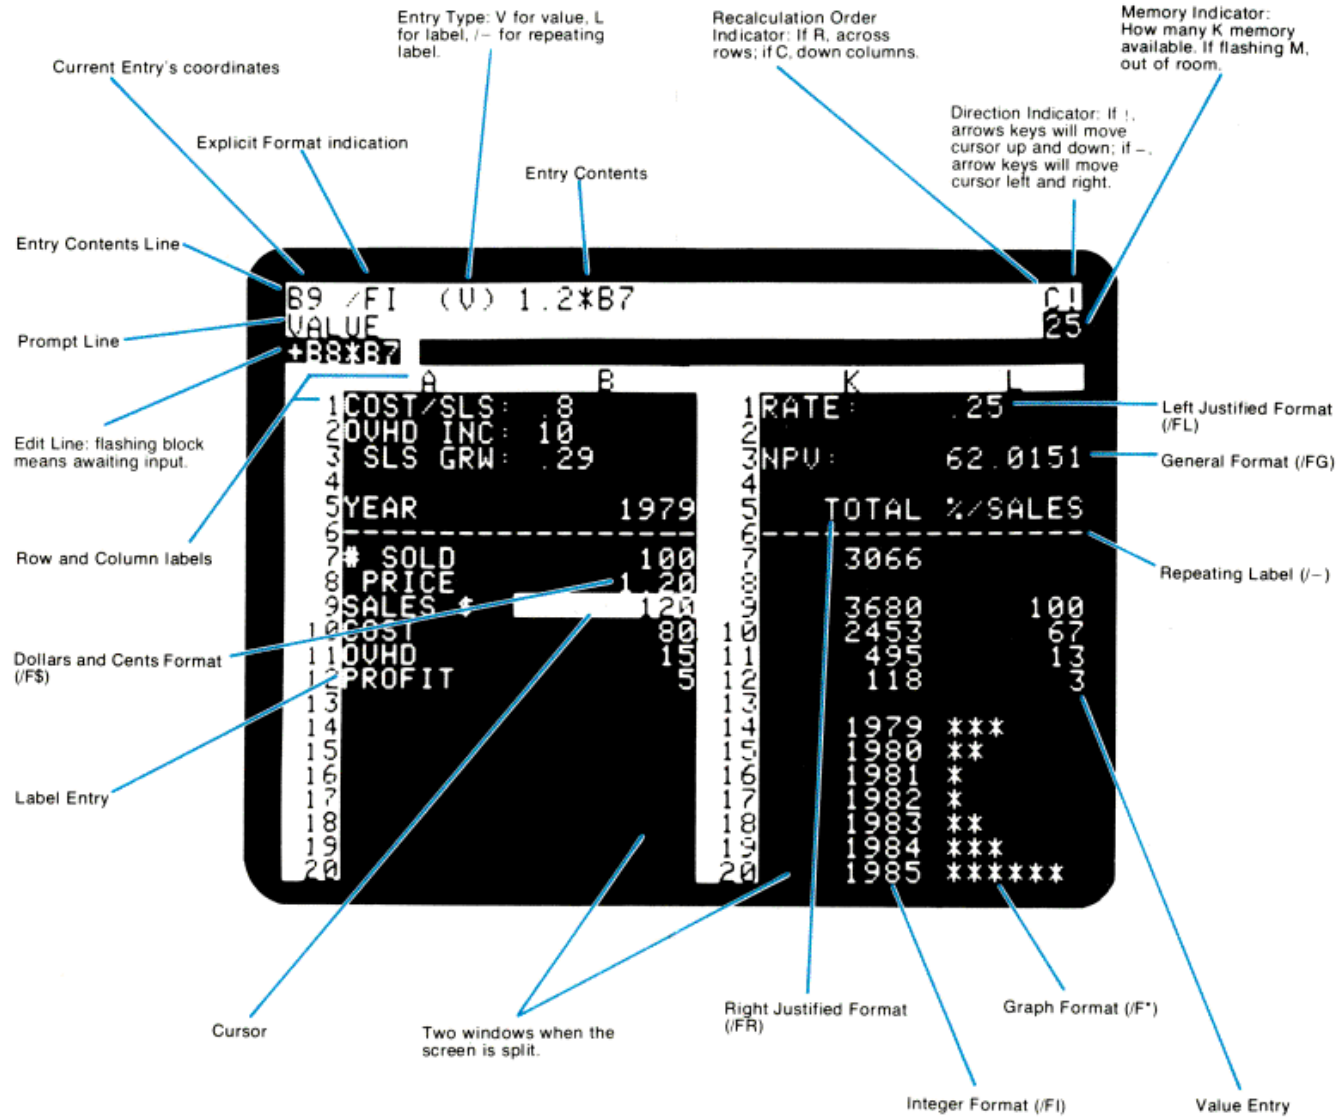 Entry Type: V for value, L
for label, /– for repeating
label.
Recalculation Order
Indicator: If R, across
rows; if C, down columns.
Memory Indicator:
How many K memory
available. If flashing M,
out of room.
Current Entry's coordinates
Explicit Format indication
Entry Contents
Direction Indicator: If !,
arrows keys will move
cursor up and down; if –,
arrow keys will move
cursor left and right.
Entry Contents Line
Prompt Line
Edit Line: flashing block
means awaiting input.
Row and Column labels
Dollars and Cents Format
(/F$)
Label Entry
B9 /FI (V) 1.2*B7
C!
VALUE
25
+B8*B7
A B
1 COST/SLS: .8
2 OVHD INC: 10
3 SLS GRW: .29
4
5 YEAR 1979
6 ------------------
7 # SOLD 100
8 PRICE 1.20
9 SALES $ 120
10 COST 80
11 OVHD 15
12 PROFIT 5
13
14
15
16
17
18
19
20
K L
1 RATE: .25
2
3 NPV: 62.0151
4
5 TOTAL %/SALES
6 ------------------
7 3066
8
9 3680 100
10 2453 67
11 495 13
12 118 3
13
14 1979 ***
15 1980 **
16 1981 *
17 1982 *
18 1983 **
19 1984 ***
20 1985 ******
Left Justified Format
(/FL)
General Format (/FG)
Repeating Label (/–)
Cursor
Two windows when the
screen is split.
Right Justified Format
(/FR)
Graph Format (/F*)
Integer Format (/FI)
Value Entry